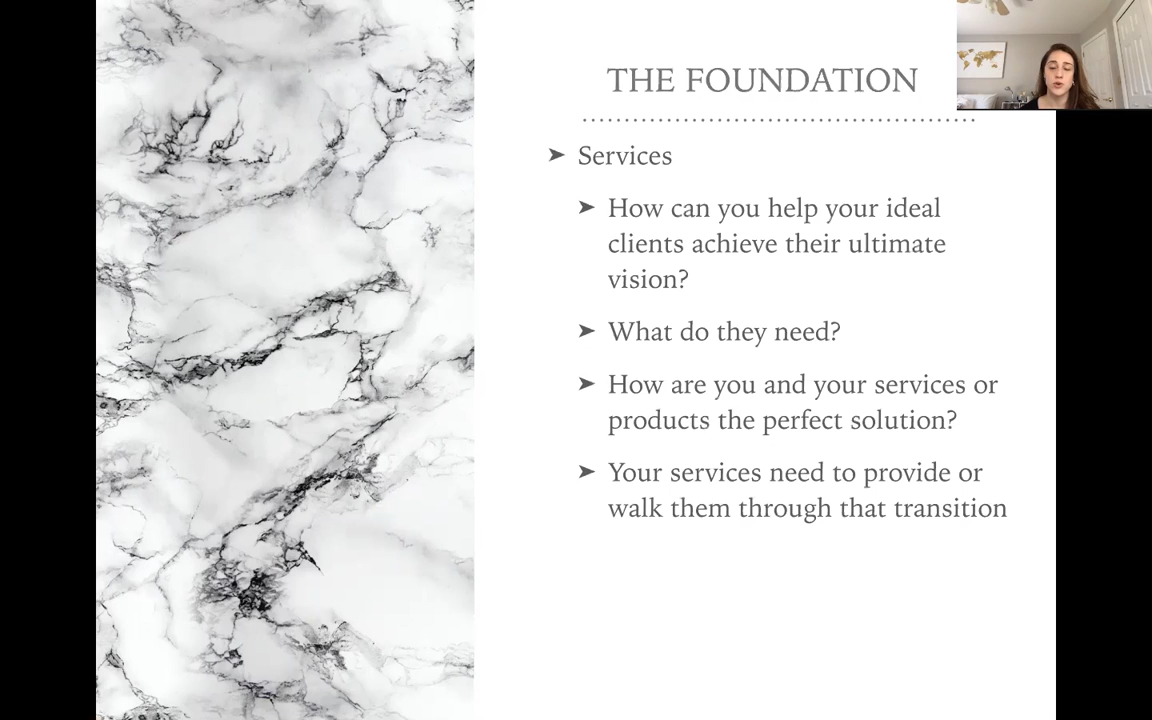 THE FOUNDATION
➤ Services
➤ How can you help your ideal
clients achieve their ultimate
vision?
➤ What do they need?
➤ How are you and your services or
products the perfect solution?
➤ Your services need to provide or
walk them through that transition